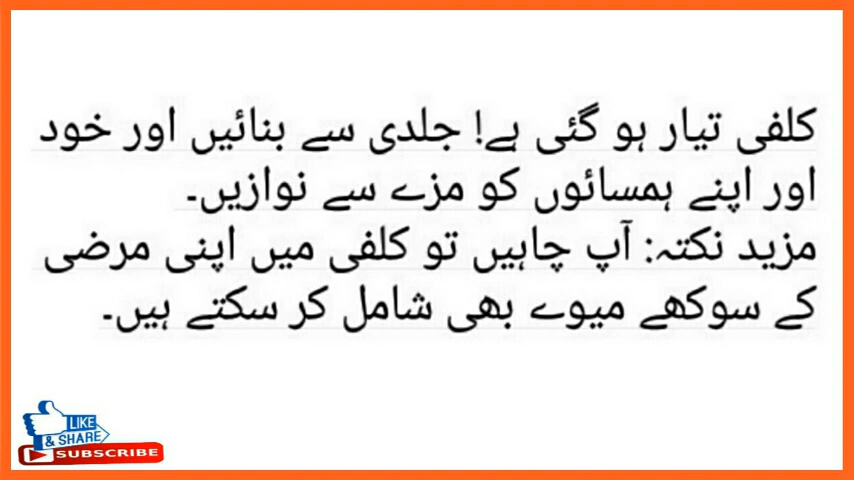 کلفی تیار ہو گئی ہے! جلدی سے بنائیں اور خود
اور اپنے ہمسائوں کو مزے سے نوازیں۔
مزید نکتہ: آپ چاہیں تو کلفی میں اپنی مرضی
کے سوکھے میوے بھی شامل کر سکتے ہیں۔
LIKE
& SHARE
SUBSCRIBE